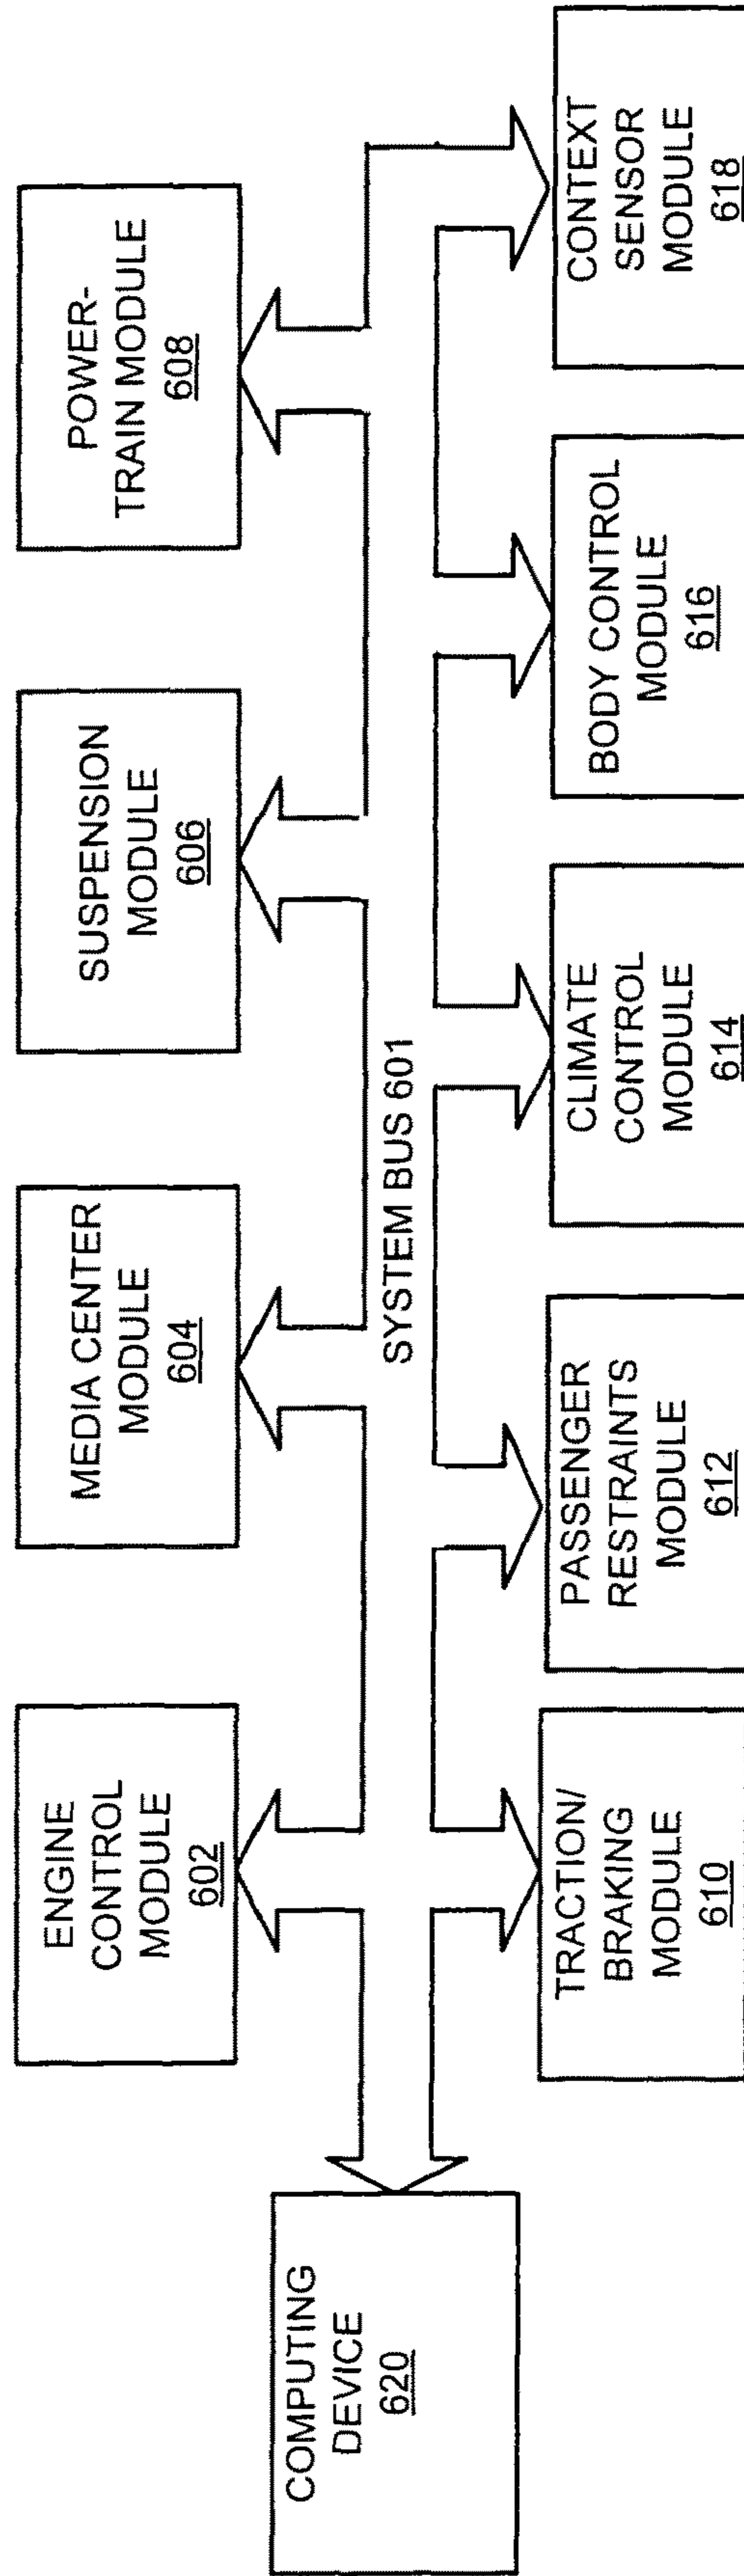 ENGINE
CONTROL
MODULE
602
MEDIA CENTER
MODULE
604
SUSPENSION
MODULE
606
POWER-
TRAIN MODULE
608
COMPUTING
DEVICE
620
SYSTEM BUS 601
TRACTION/
BRAKING
MODULE
610
PASSENGER
RESTRAINTS
MODULE
612
CLIMATE
CONTROL
MODULE
614
BODY CONTROL
MODULE
616
CONTEXT
SENSOR
MODULE
618